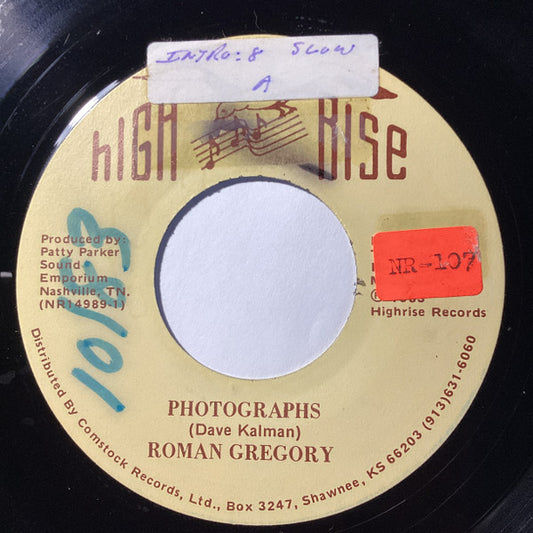 INTRO: 8 SLOW
A
hIGH RISe
Produced by:
Patty Parker
Sound
Emporium
Nashville, TN.
(NR14989-1)
10/83
NR-107
Highrise Records
PHOTOGRAPHS
(Dave Kalman)
ROMAN GREGORY
Distributed By Comstock Records, Ltd., Box 3247, Shawnee, KS 66203 (913)631-6060